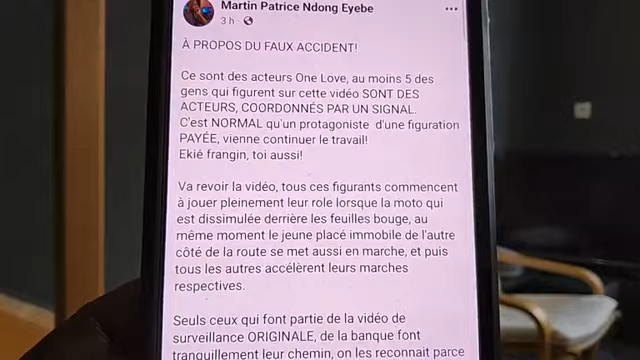 Martin Patrice Ndong Eyebe
3 h ·
À PROPOS DU FAUX ACCIDENT!
Ce sont des acteurs One Love, au moins 5 des
gens qui figurent sur cette vidéo SONT DES
ACTEURS, COORDONNÉS PAR UN SIGNAL.
C'est NORMAL qu'un protagoniste d'une figuration
PAYÉE, vienne continuer le travail!
Ekié frangin, toi aussi!
Va revoir la vidéo, tous ces figurants commencent
à jouer pleinement leur role lorsque la moto qui
est dissimulée derrière les feuilles bouge, au
même moment le jeune placé immobile de l'autre
côté de la route se met aussi en marche, et puis
tous les autres accélèrent leurs marches
respectives.
Seuls ceux qui font partie de la vidéo de
surveillance ORIGINALE, de la banque font
tranquillement leur chemin, on les reconnait parce